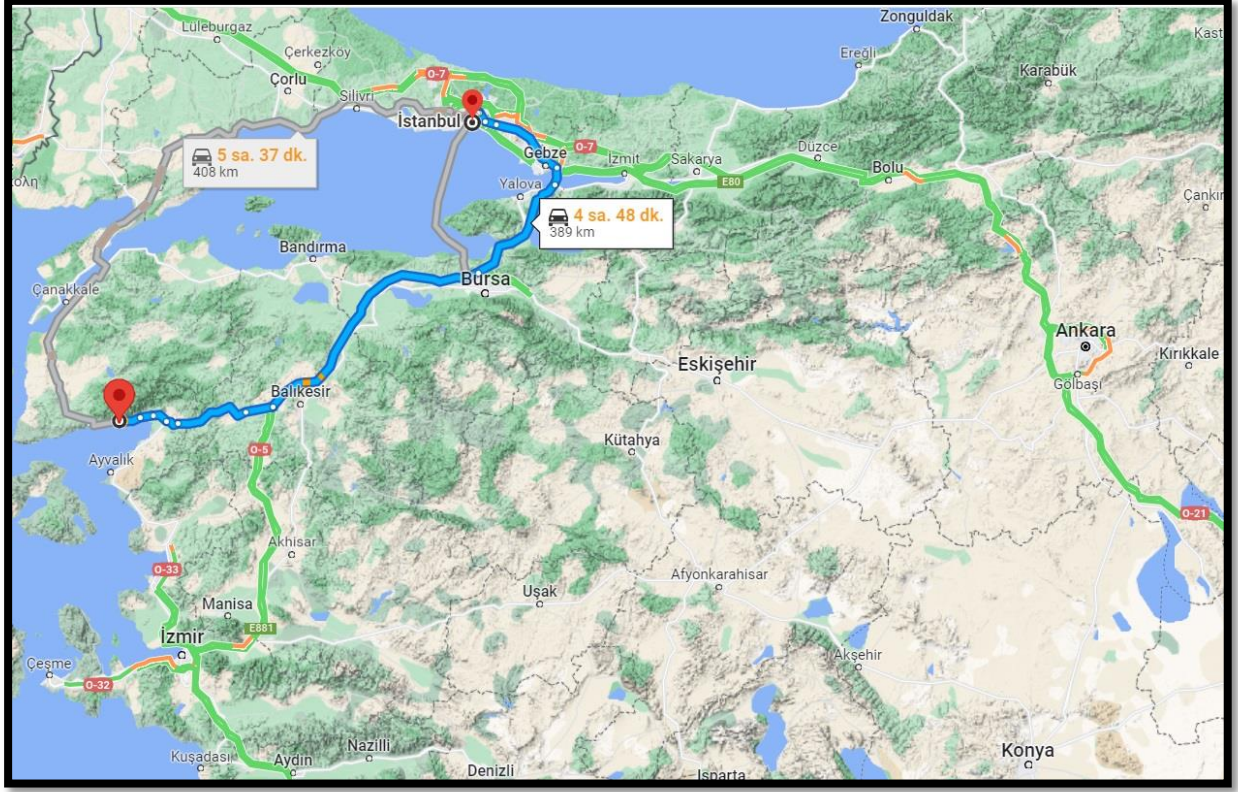 Zonguldak
Lüleburgaz
Kast
Ereğli
Çerkezköy
Karabük
Çorlu
O-7
Silivri
İstanbul
O-7
Düzce
5 sa. 37 dk.
408 km
Gebze
İzmit
Sakarya
Bolu
E80
Yalova
Çankır
ολη
4 sa. 48 dk.
389 km
Bandırma
Bursa
Çanakkale
Ankara
Kırıkkale
Eskişehir
Gölbaşı
Balıkesir
Kütahya
O-5
Ayvalık
O-21
Akhisar
O-33
Afyonkarahisar
Uşak
Manisa
E881
İzmir
Akşehir
Çeşme
O-32
Nazilli
Konya
Kuşadası
Aydın
Denizli
Isparta